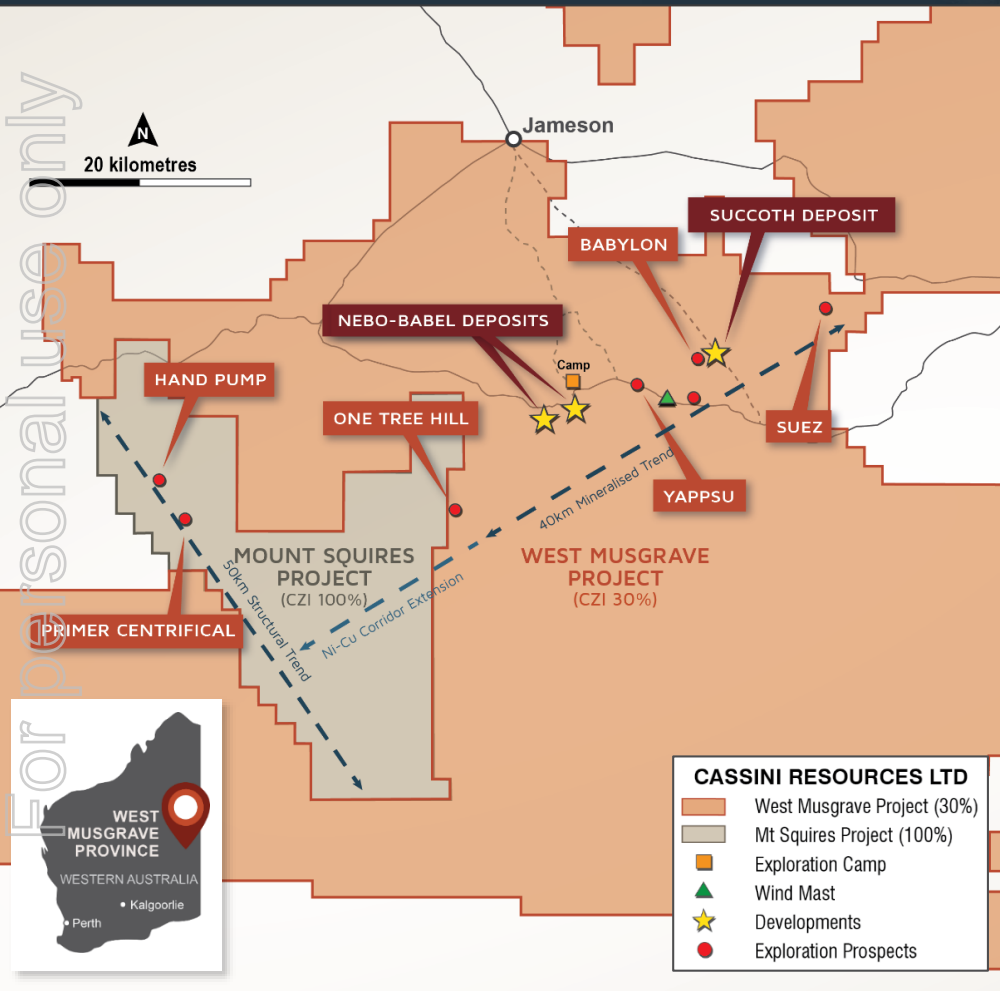 For personal use only
N
20 kilometres
Jameson
SUCCOTH DEPOSIT
BABYLON
NEBO-BABEL DEPOSITS
Camp
HAND PUMP
ONE TREE HILL
SUEZ
YAPPSU
40km Mineralised Trend
MOUNT SQUIRES
PROJECT
(CZI 100%)
WEST MUSGRAVE
PROJECT
(CZI 30%)
Ni-Cu Corridor Extension
50km Structural Trend
PRIMER CENTRIFICAL
WEST
MUSGRAVE
PROVINCE
WESTERN AUSTRALIA
Kalgoorlie
Perth
CASSINI RESOURCES LTD
West Musgrave Project (30%)
Mt Squires Project (100%)
Exploration Camp
Wind Mast
Developments
Exploration Prospects